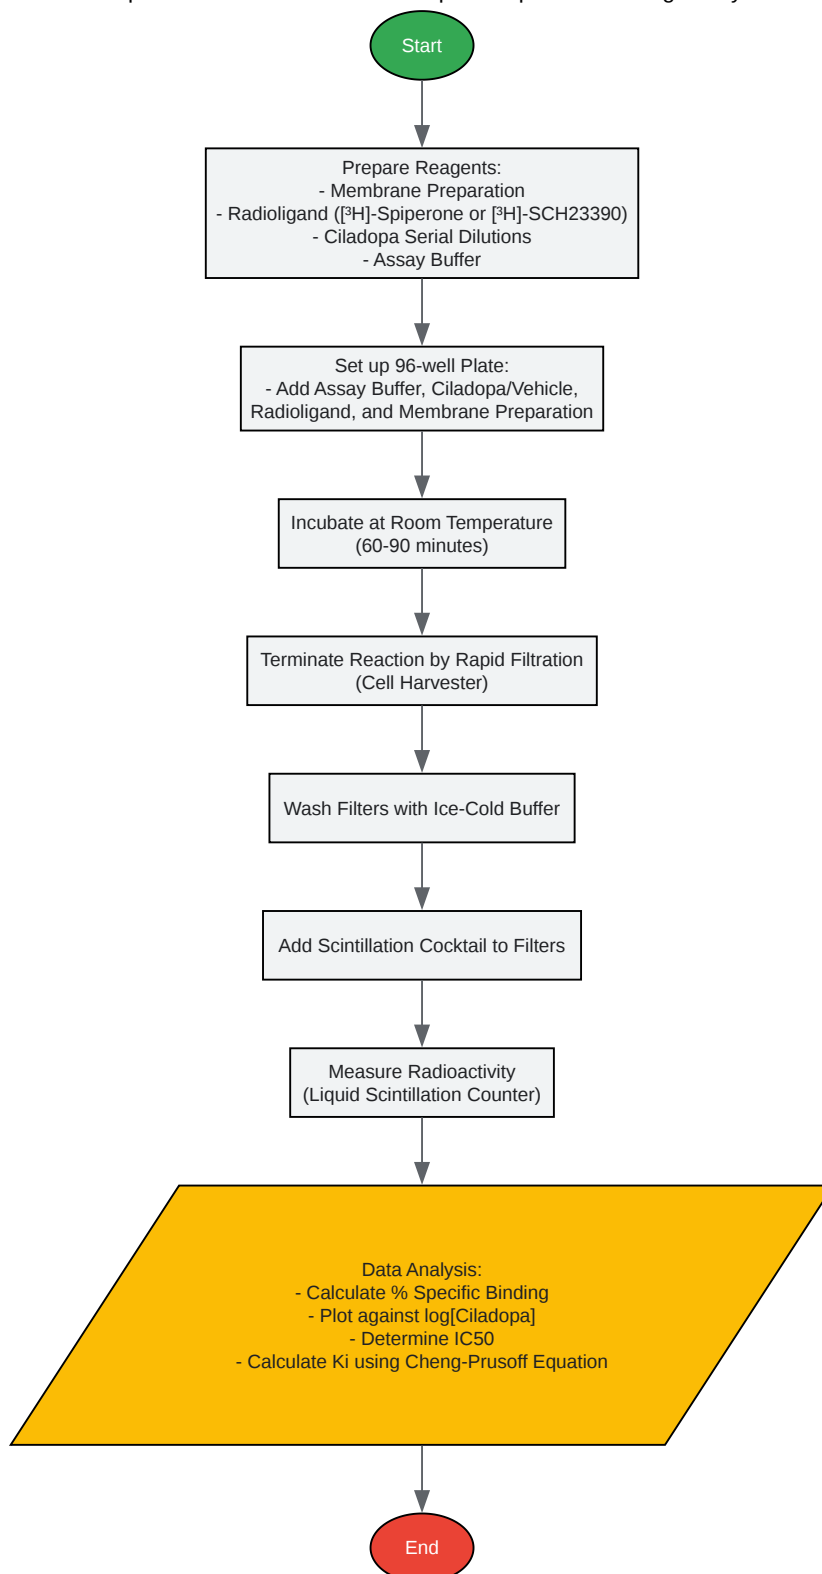 Start
Prepare Reagents:
- Membrane Preparation
- Radioligand ([³H]-Spiperone or [³H]-SCH23390)
- Ciladopa Serial Dilutions
- Assay Buffer
Set up 96-well Plate:
- Add Assay Buffer, Ciladopa/Vehicle,
Radioligand, and Membrane Preparation
Incubate at Room Temperature
(60-90 minutes)
Terminate Reaction by Rapid Filtration
(Cell Harvester)
Wash Filters with Ice-Cold Buffer
Add Scintillation Cocktail to Filters
Measure Radioactivity
(Liquid Scintillation Counter)
Data Analysis:
- Calculate % Specific Binding
- Plot against log[Ciladopa]
- Determine IC50
- Calculate Ki using Cheng-Prusoff Equation
End